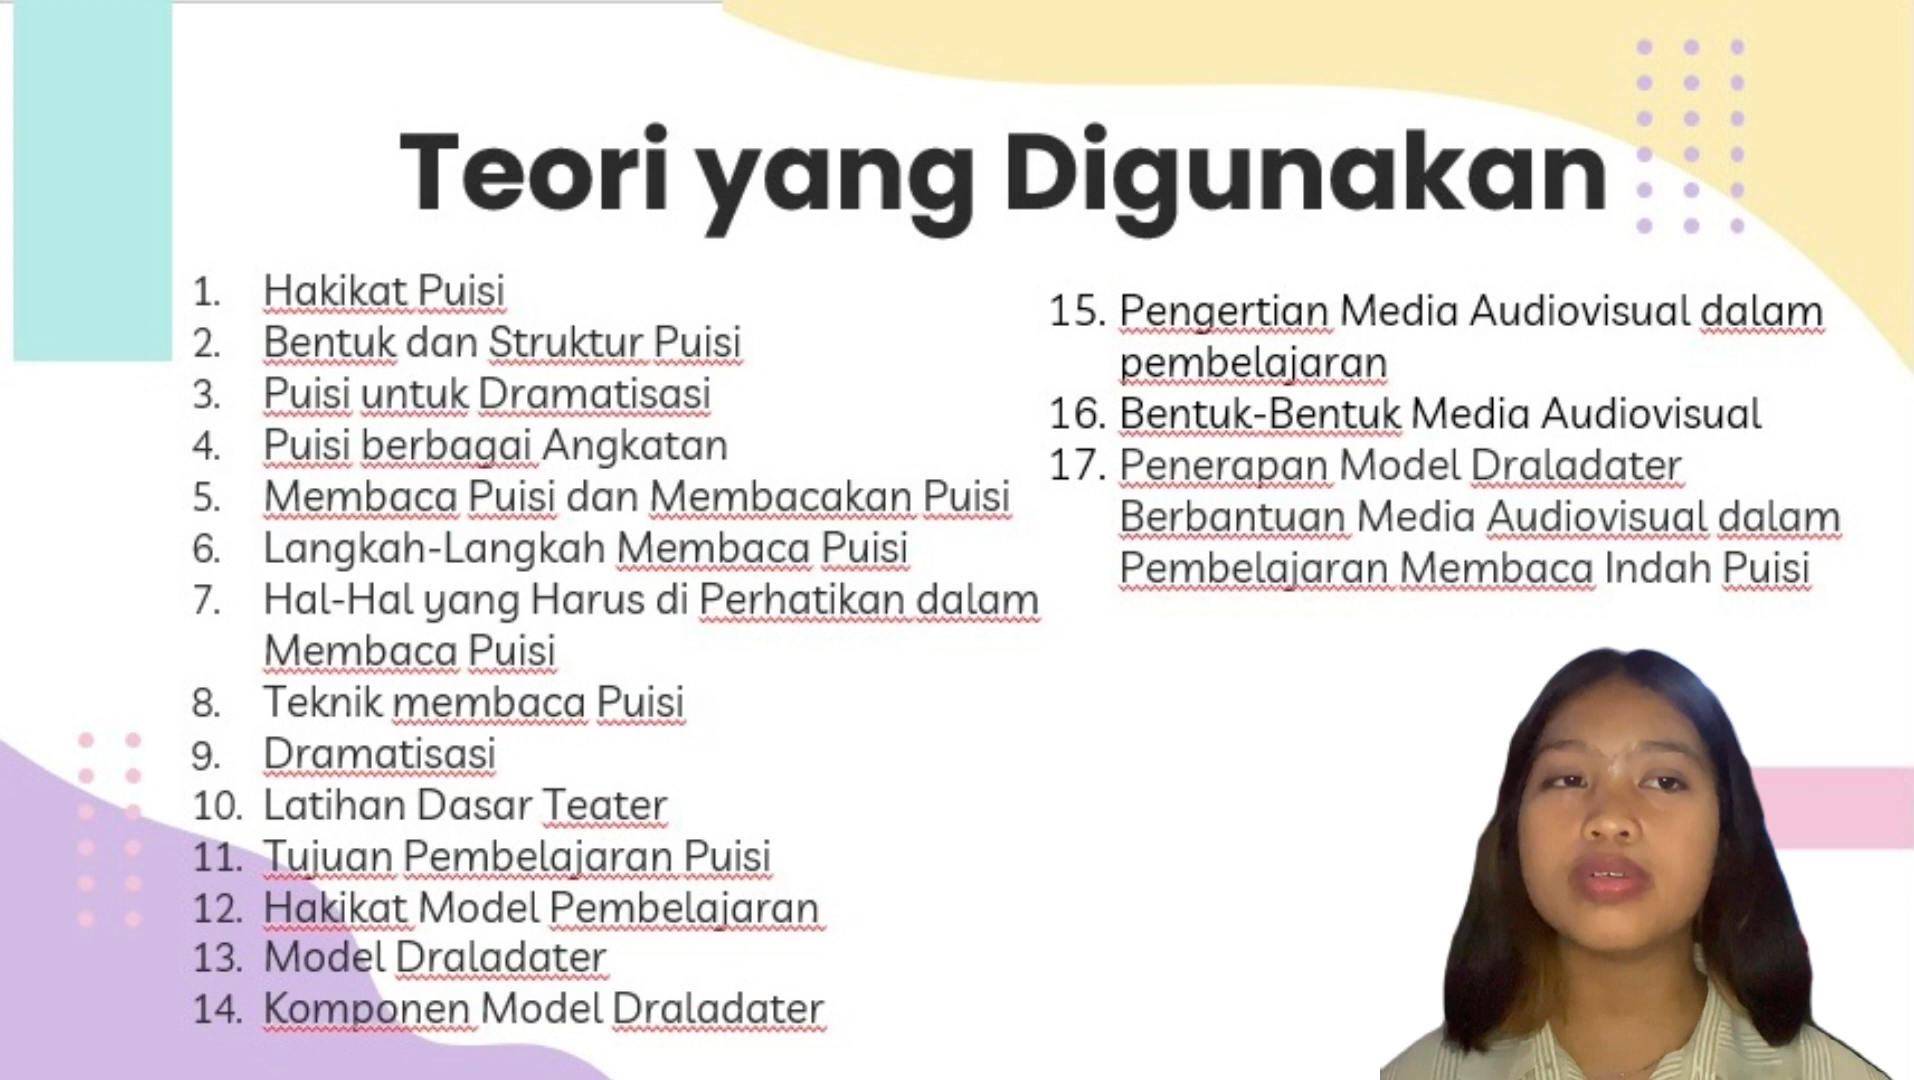 Teori yang Digunakan
1. Hakikat Puisi
2. Bentuk dan Struktur Puisi
3. Puisi untuk Dramatisasi
4. Puisi berbagai Angkatan
5. Membaca Puisi dan Membacakan Puisi
6. Langkah-Langkah Membaca Puisi
7. Hal-Hal yang Harus di Perhatikan dalam
Membaca Puisi
8. Teknik membaca Puisi
9. Dramatisasi
10. Latihan Dasar Teater
11. Tujuan Pembelajaran Puisi
12. Hakikat Model Pembelajaran
13. Model Draladater
14. Komponen Model Draladater
15. Pengertian Media Audiovisual dalam
pembelajaran
16. Bentuk-Bentuk Media Audiovisual
17. Penerapan Model Draladater
Berbantuan Media Audiovisual dalam
Pembelajaran Membaca Indah Puisi